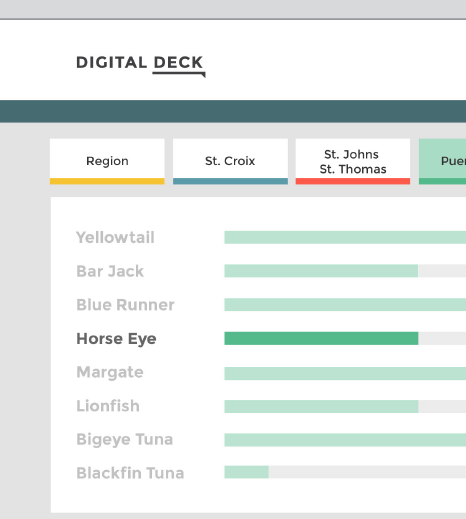 DIGITAL DECK
Region
St. Croix
St. Johns
St. Thomas
Yellowtail
Bar Jack
Blue Runner
Horse Eye
Margate
Lionfish
Bigeye Tuna
Blackfin Tuna